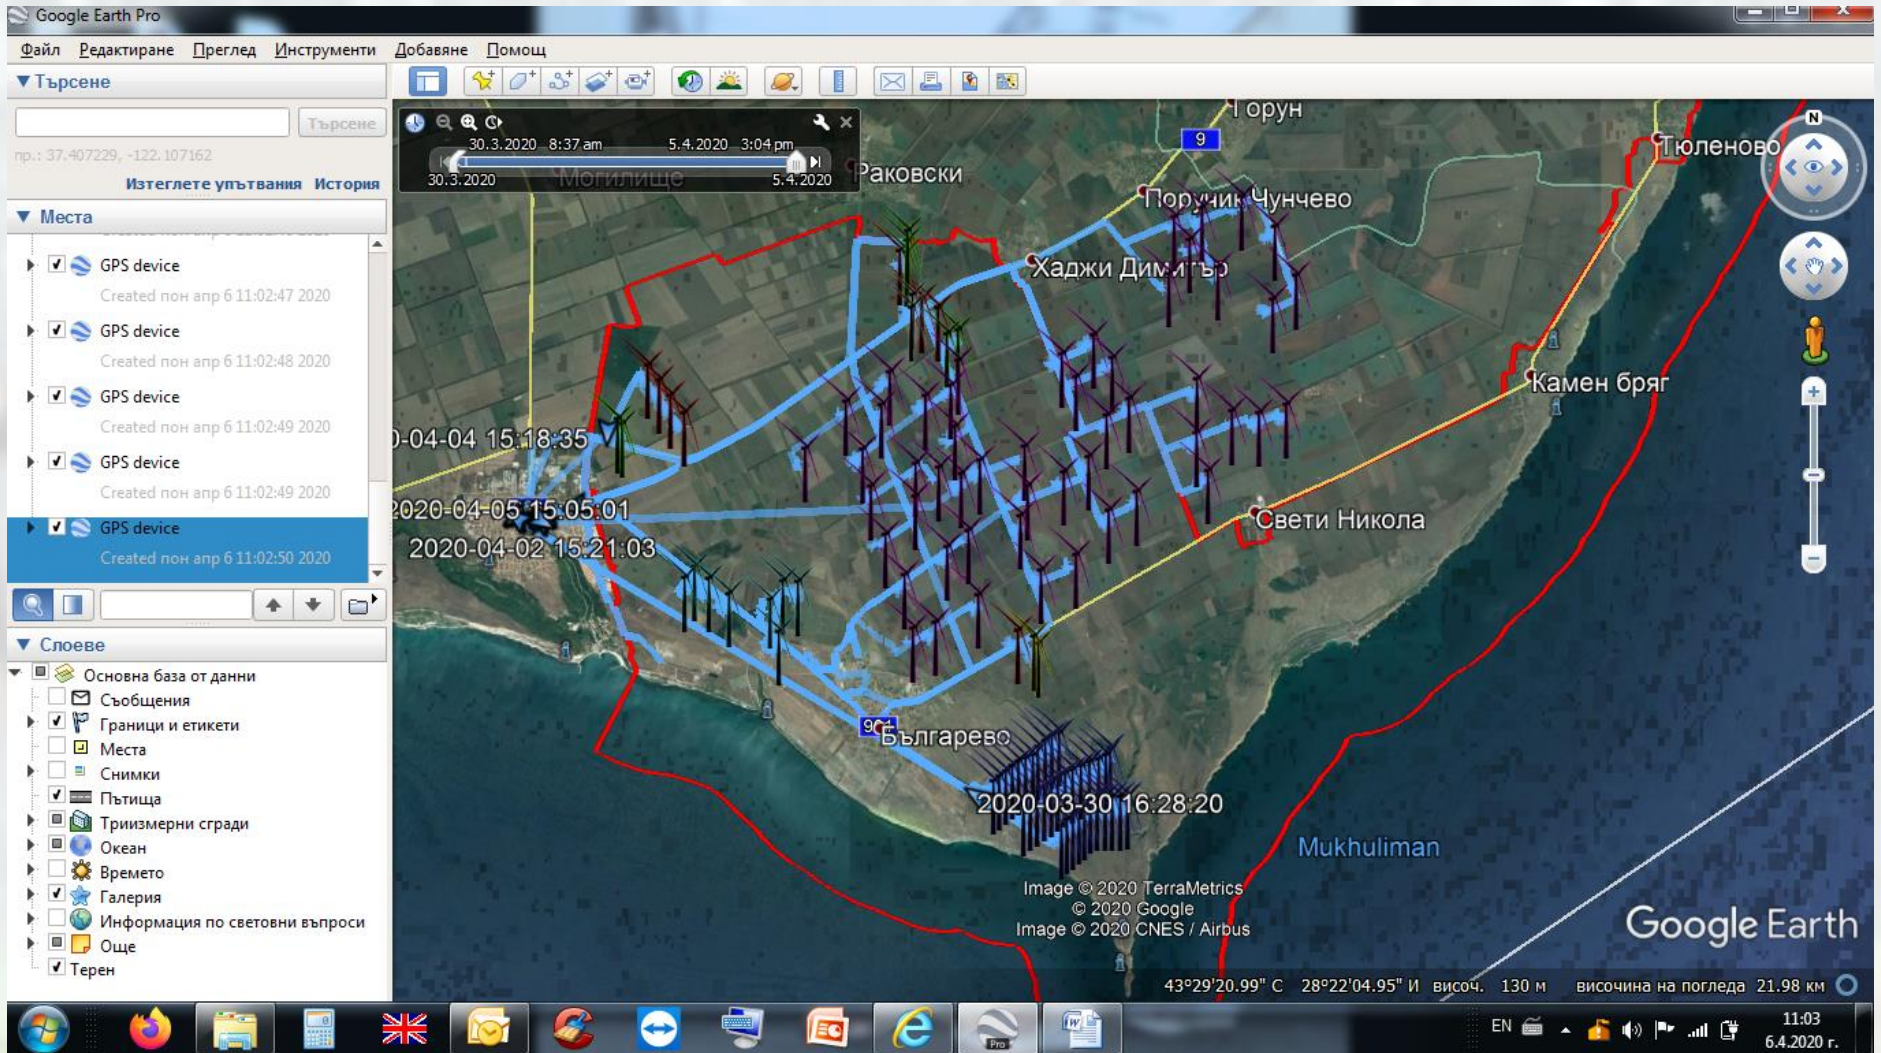 Google Earth Pro
Файл Редактиране Преглед Инструменти Добавяне Помощ
Търсене
Търсене
пр.: 37.407229, -122.107162
Изтеглете упътвания История
Места
GPS device
Created пон апр 6 11:02:47 2020
GPS device
Created пон апр 6 11:02:48 2020
GPS device
Created пон апр 6 11:02:49 2020
GPS device
Created пон апр 6 11:02:49 2020
GPS device
Created пон апр 6 11:02:50 2020
Слоеве
Основна база от данни
Съобщения
Граници и етикети
Места
Снимки
Пътища
Триизмерни сгради
Океан
Времето
Галерия
Информация по световни въпроси
Още
Терен
30.3.2020 8:37 am 5.4.2020 3:04 pm
30.3.2020 5.4.2020
Могилище
Раковски
Горун
9
Тюленово
N
Поручик Чунчево
Хаджи Димитър
Камен бряг
0-04-04 15:18:35
2020-04-05 15:05:01
2020-04-02 15:21:03
Свети Никола
901
Българево
2020-03-30 16:28:20
Mukhuliman
Image © 2020 TerraMetrics
© 2020 Google
Image © 2020 CNES / Airbus
Google Earth
43°29'20.99" С 28°22'04.95" И височ. 130 м височина на погледа 21.98 км
Pro
EN
11:03
6.4.2020 г.